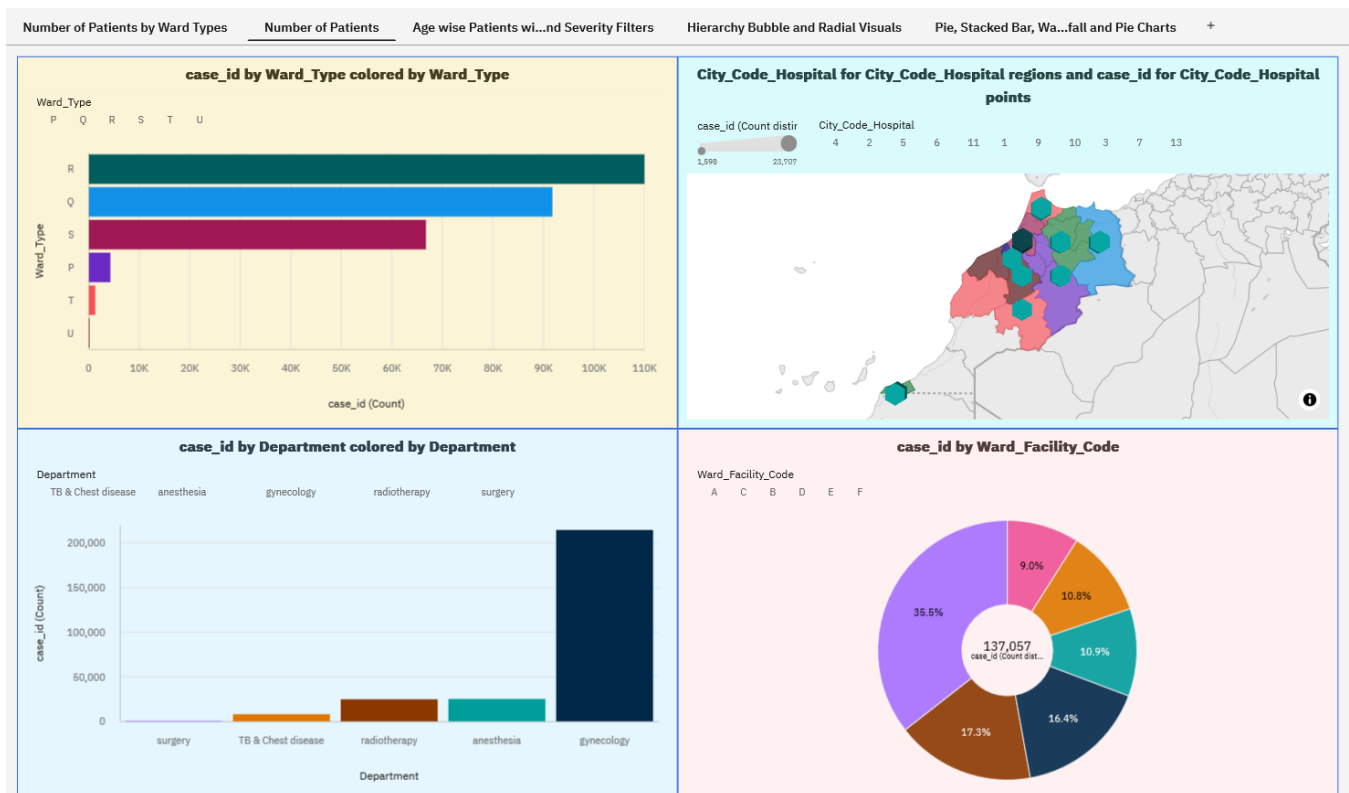 Number of Patients by Ward Types
Number of Patients
Age wise Patients wi...nd Severity Filters
Hierarchy Bubble and Radial Visuals
Pie, Stacked Bar, Wa...fall and Pie Charts
+
case_id by Ward_Type colored by Ward_Type
Ward_Type
P Q R S T U
Ward_Type
R
Q
S
P
T
U
0 10K 20K 30K 40K 50K 60K 70K 80K 90K 100K 110K
case_id (Count)
City_Code_Hospital for City_Code_Hospital regions and case_id for City_Code_Hospital
points
case_id (Count distir
1,598 23,707
City_Code_Hospital
4 2 5 6 11 1 9 10 3 7 13
i
case_id by Department colored by Department
Department
TB & Chest disease anesthesia gynecology radiotherapy surgery
case_id (Count)
200,000
150,000
100,000
50,000
0
surgery TB & Chest disease radiotherapy anesthesia gynecology
Department
case_id by Ward_Facility_Code
Ward_Facility_Code
A C B D E F
9.0%
10.8%
10.9%
16.4%
17.3%
35.5%
137,057
case_id (Count dist...